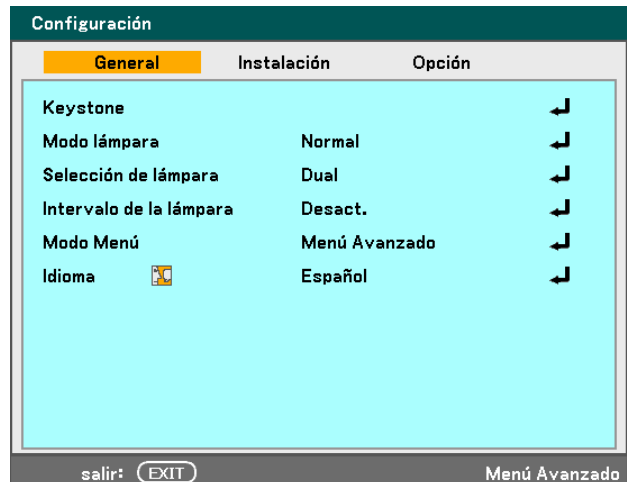 Configuración
General Instalación Opción
Keystone
Modo lámpara Normal
Selección de lámpara Dual
Intervalo de la lámpara Desact.
Modo Menú Menú Avanzado
Idioma Español
salir: EXIT Menú Avanzado